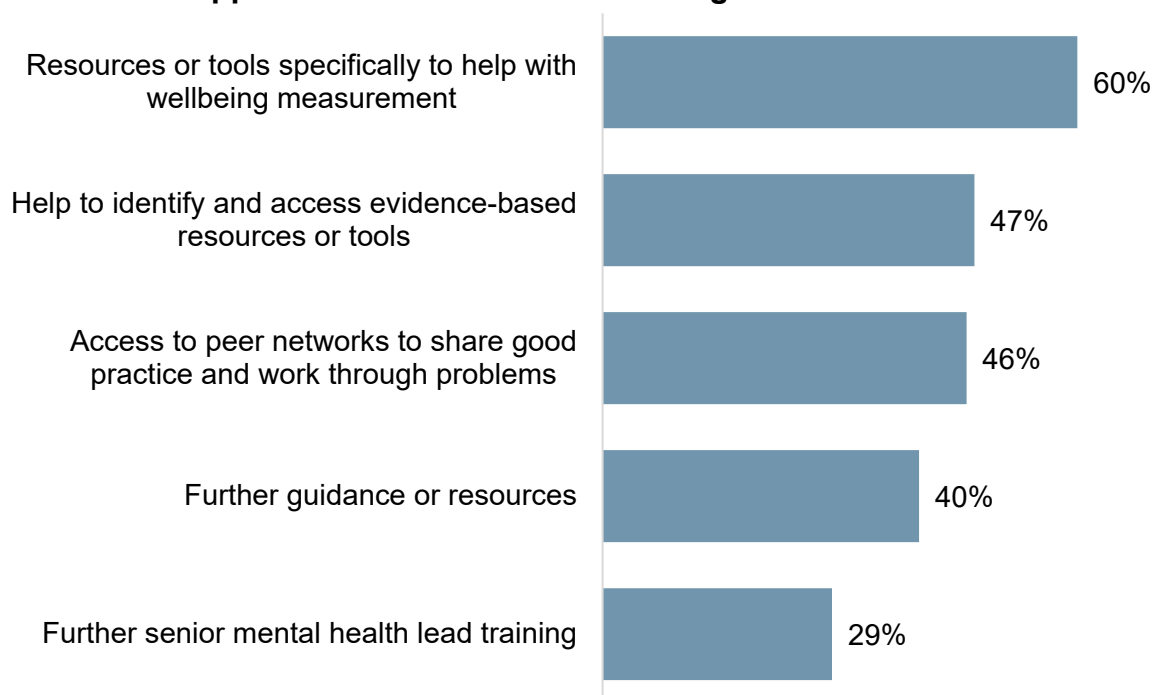 Resources or tools specifically to help with
wellbeing measurement
60%
Help to identify and access evidence-based
resources or tools
47%
Access to peer networks to share good
practice and work through problems
46%
Further guidance or resources
40%
Further senior mental health lead training
29%